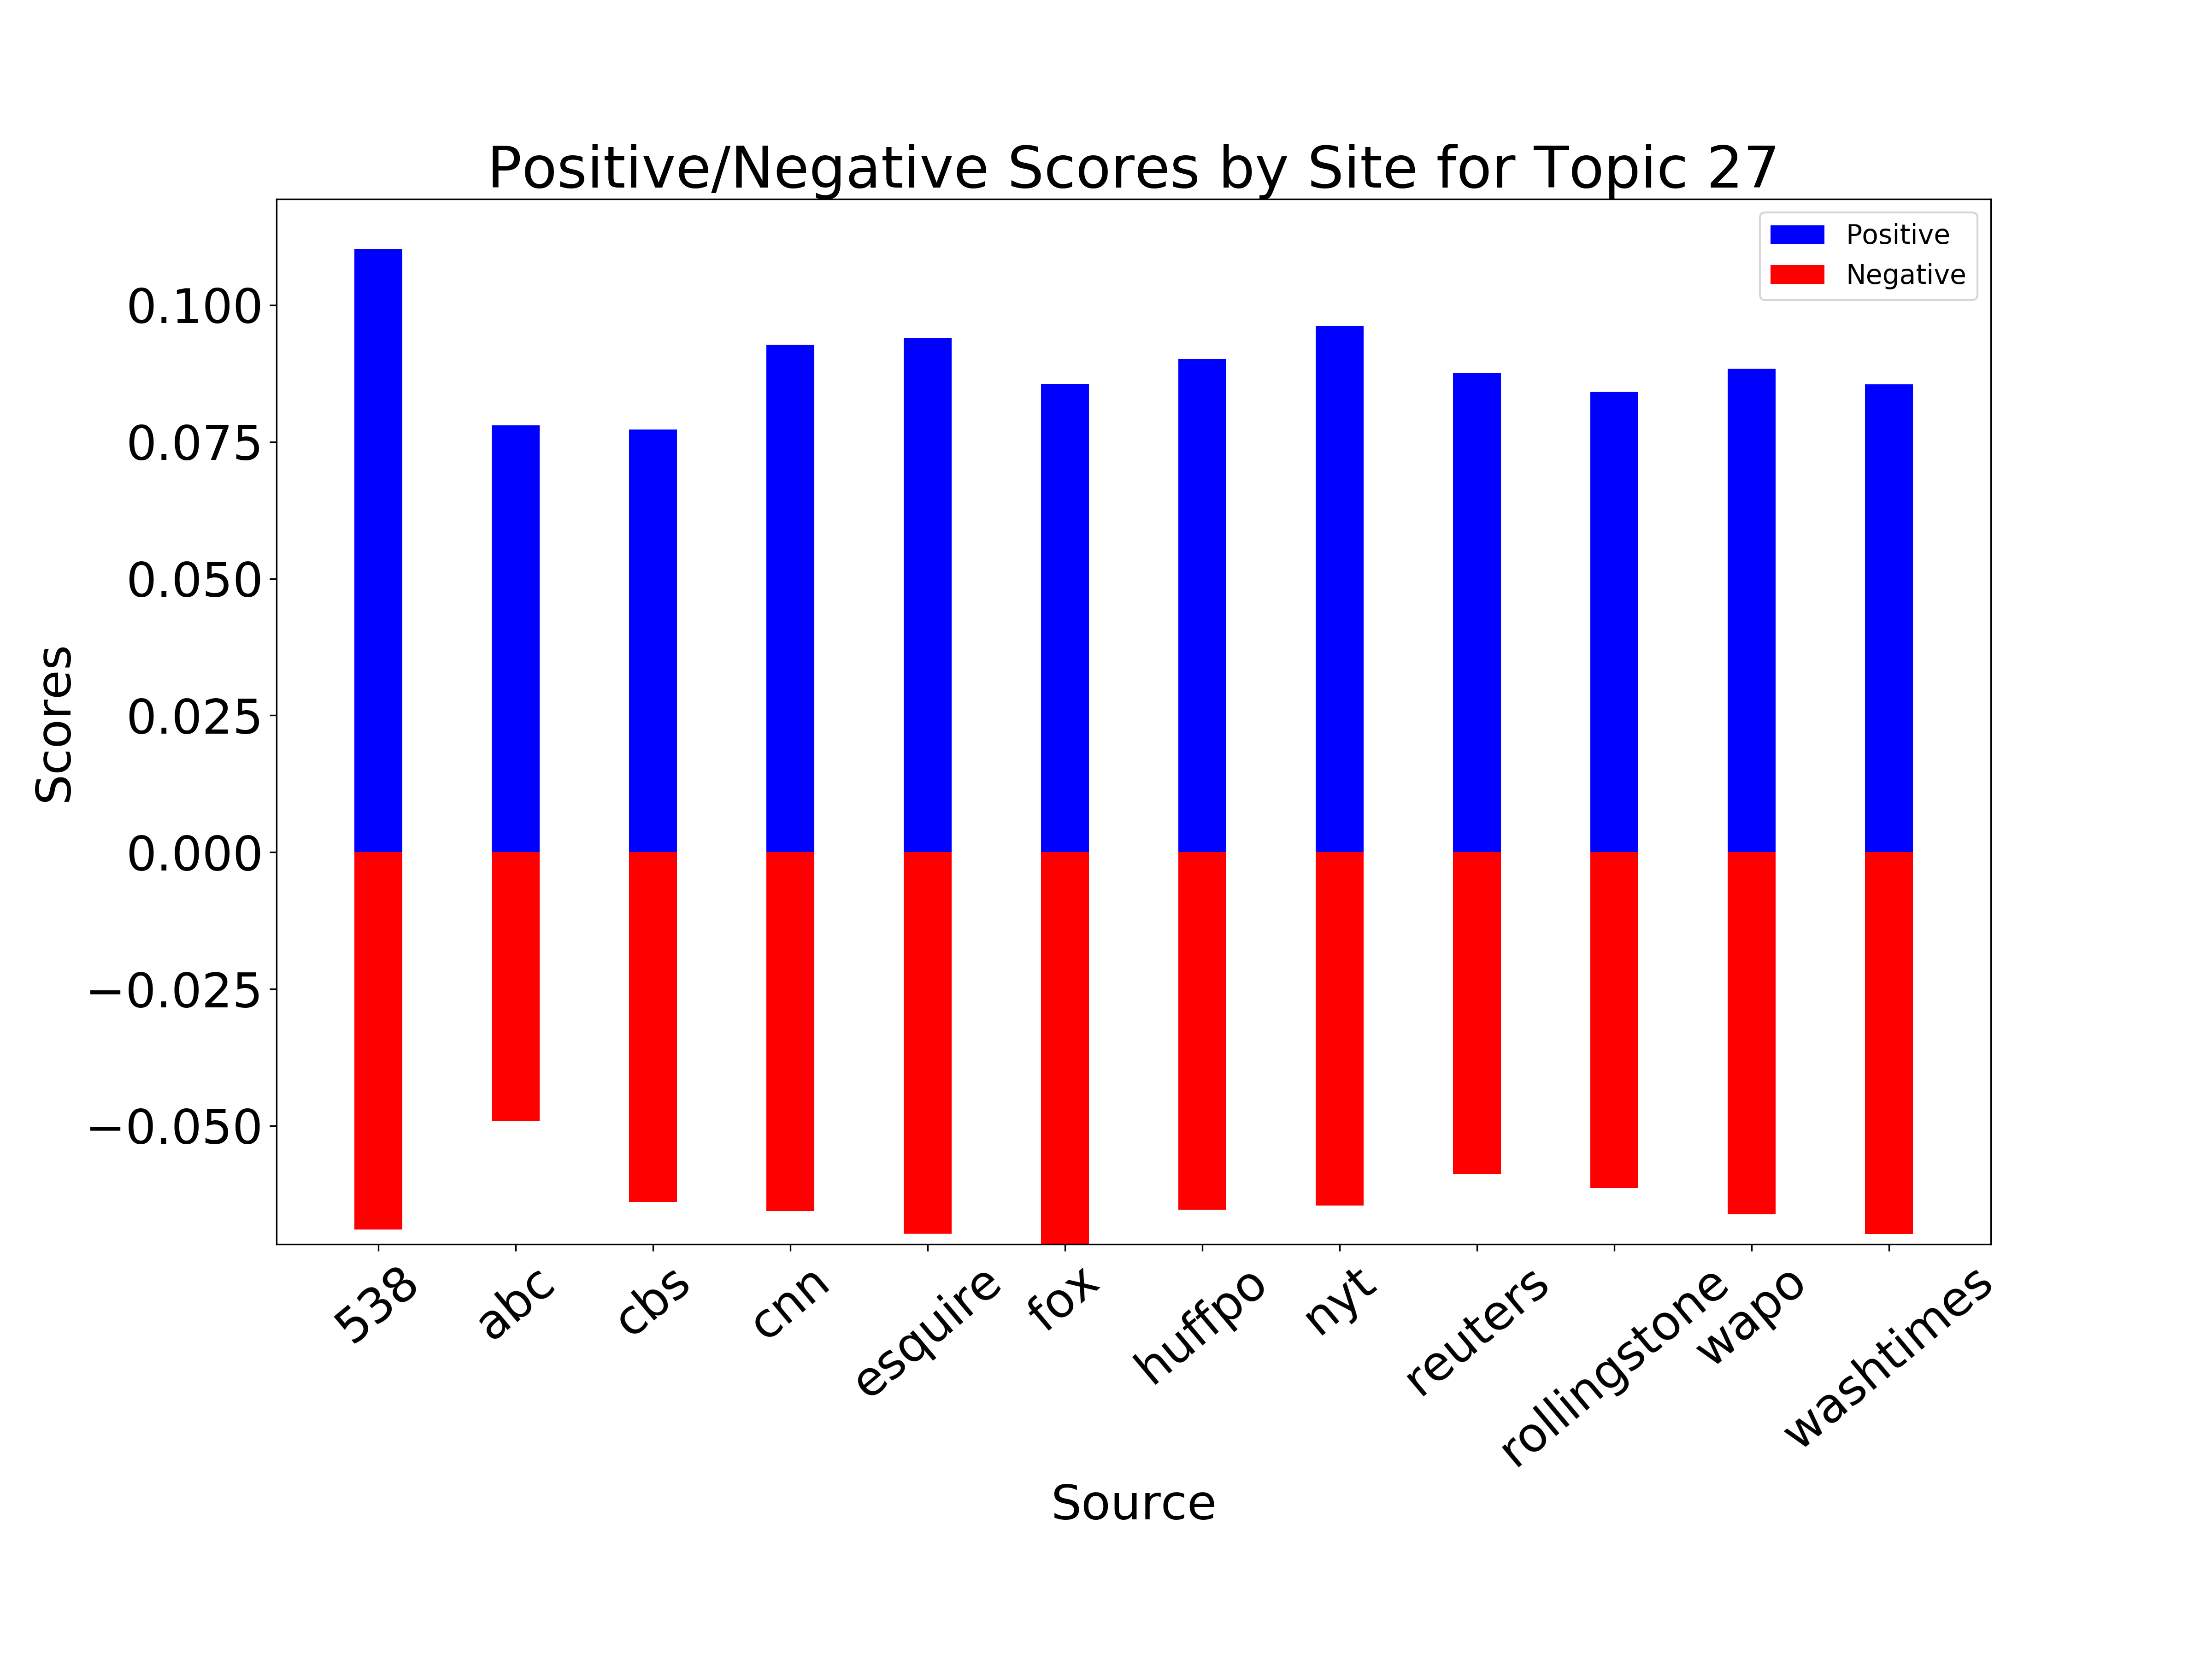 Positive/Negative Scores by Site for Topic 27
Positive
Negative
0.100
0.075
0.050
0.025
0.000
−0.025
−0.050
Scores
538
abc
cbs
cnn
esquire
fox
huffpo
nyt
reuters
rollingstone
wapo
washtimes
Source